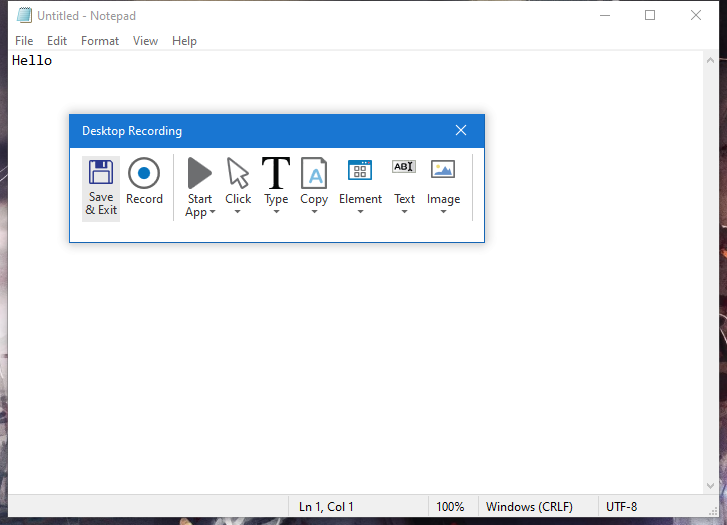 Untitled - Notepad
File Edit Format View Help
Hello
Desktop Recording
Save & Exit
Record
Start App
Click
Type
Copy
Element
Text
Image
T
A
ABI
Ln 1, Col 1
100%
Windows (CRLF)
UTF-8